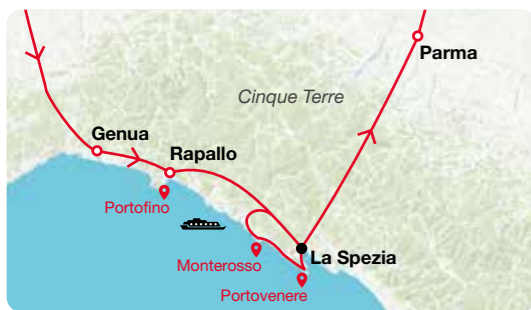 Parma
Cinque Terre
Genua
Rapallo
Portofino
La Spezia
Monterosso
Portovenere